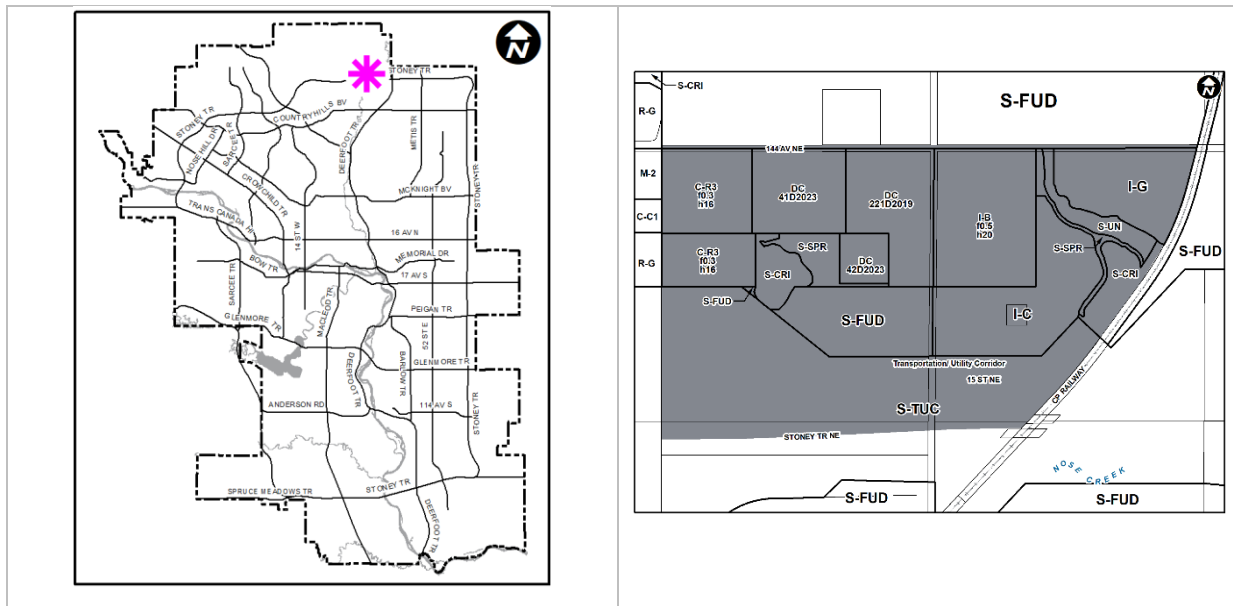 N
STONEY TR
COUNTRYHILLS BV
STONEY TR
SARCEE TR
NOSE HILL DR
DEERFOOT TR
METIS TR
CROWCHILD TR
MCKNIGHT BV
STONEY TR
TRANS CANADA HI
14 ST W
16 AV N
MEMORIAL DR
BOW TR
17 AV S
SARCEE TR
MACLEOD TR
PEIGAN TR
GLENMORE TR
52 ST E
BARLOW TR
DEERFOOT TR
GLENMORE TR
ANDERSON RD
114 AV S
STONEY TR
SPRUCE MEADOWS TR
STONEY TR
DEERFOOT TR
N
S-CRI
S-FUD
R-G
144 AV NE
M-2
C-R3
f0.3
h16
DC
41D2023
DC
221D2019
I-B
f0.5
h20
I-G
C-C1
S-UN
R-G
C-R3
f0.3
h16
S-SPR
DC
42D2023
S-SPR
S-FUD
S-CRI
S-CRI
S-FUD
S-FUD
I-C
Transportation/ Utility Corridor
15 ST NE
CP RAILWAY
S-TUC
STONEY TR NE
NOSE
CREEK
S-FUD
S-FUD